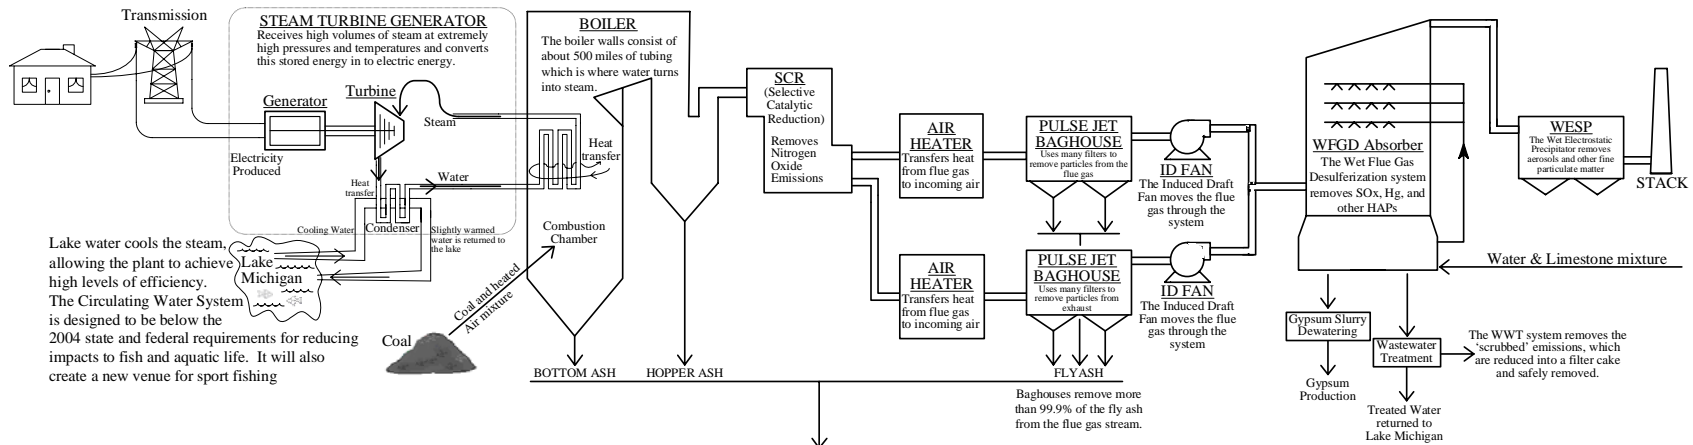 Transmission
STEAM TURBINE GENERATOR
Receives high volumes of steam at extremely
high pressures and temperatures and converts
this stored energy in to electric energy.
Generator
Turbine
Steam
Electricity
Produced
Heat
transfer
Water
Heat
transfer
Cooling Water
Condenser
Slightly warmed
water is returned to
the lake
Lake
Michigan
Lake water cools the steam,
allowing the plant to achieve
high levels of efficiency.
The Circulating Water System
is designed to be below the
2004 state and federal requirements for reducing
impacts to fish and aquatic life. It will also
create a new venue for sport fishing
Coal
Coal and heated
Air mixture
BOILER
The boiler walls consist of
about 500 miles of tubing
which is where water turns
into steam.
Combustion
Chamber
BOTTOM ASH
HOPPER ASH
SCR
(Selective
Catalytic
Reduction)
Removes
Nitrogen
Oxide
Emissions
AIR
HEATER
Transfers heat
from flue gas
to incoming air
AIR
HEATER
Transfers heat
from flue gas
to incoming air
PULSE JET
BAGHOUSE
Uses many filters to
remove particles from the
flue gas
PULSE JET
BAGHOUSE
Uses many filters to
remove particles from
exhaust
FLYASH
Baghouses remove more
than 99.9% of the fly ash
from the flue gas stream.
ID FAN
The Induced Draft
Fan moves the flue
gas through the
system
ID FAN
The Induced Draft
Fan moves the flue
gas through the
system
WFGD Absorber
The Wet Flue Gas
Desulferization system
removes SOx, Hg, and
other HAPs
WESP
The Wet Electrostatic
Precipitator removes
aerosols and other fine
particulate matter
STACK
Water & Limestone mixture
Gypsum Slurry
Dewatering
Gypsum
Production
Wastewater
Treatment
The WWT system removes the
'scrubbed' emissions, which
are reduced into a filter cake
and safely removed.
Treated Water
returned to
Lake Michigan